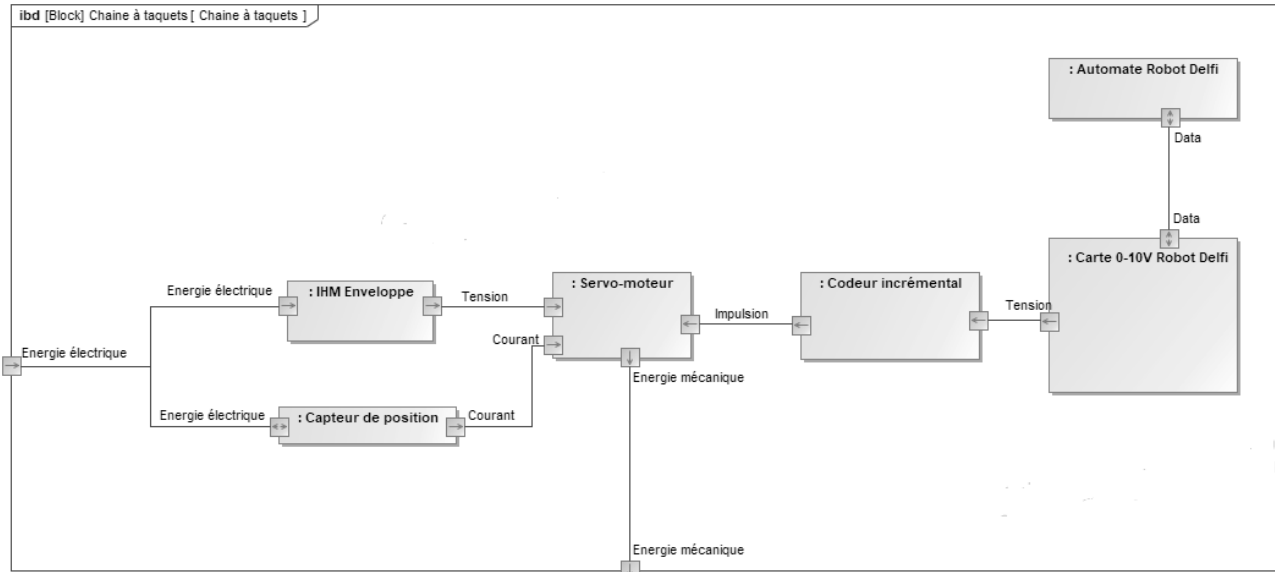 ibd [Block] Chaine à taquets [ Chaine à taquets ]
: Automate Robot Delfi
Data
Data
: Carte 0-10V Robot Delfi
Energie électrique
: IHM Enveloppe
Tension
: Servo-moteur
: Codeur incrémental
Tension
Impulsion
Courant
Energie électrique
Energie mécanique
Energie électrique
: Capteur de position
Courant
Energie mécanique